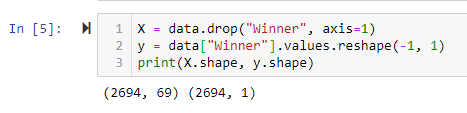 In [5]:
1 X = data.drop("Winner", axis=1)
2 y = data["Winner"].values.reshape(-1, 1)
3 print(X.shape, y.shape)
(2694, 69) (2694, 1)